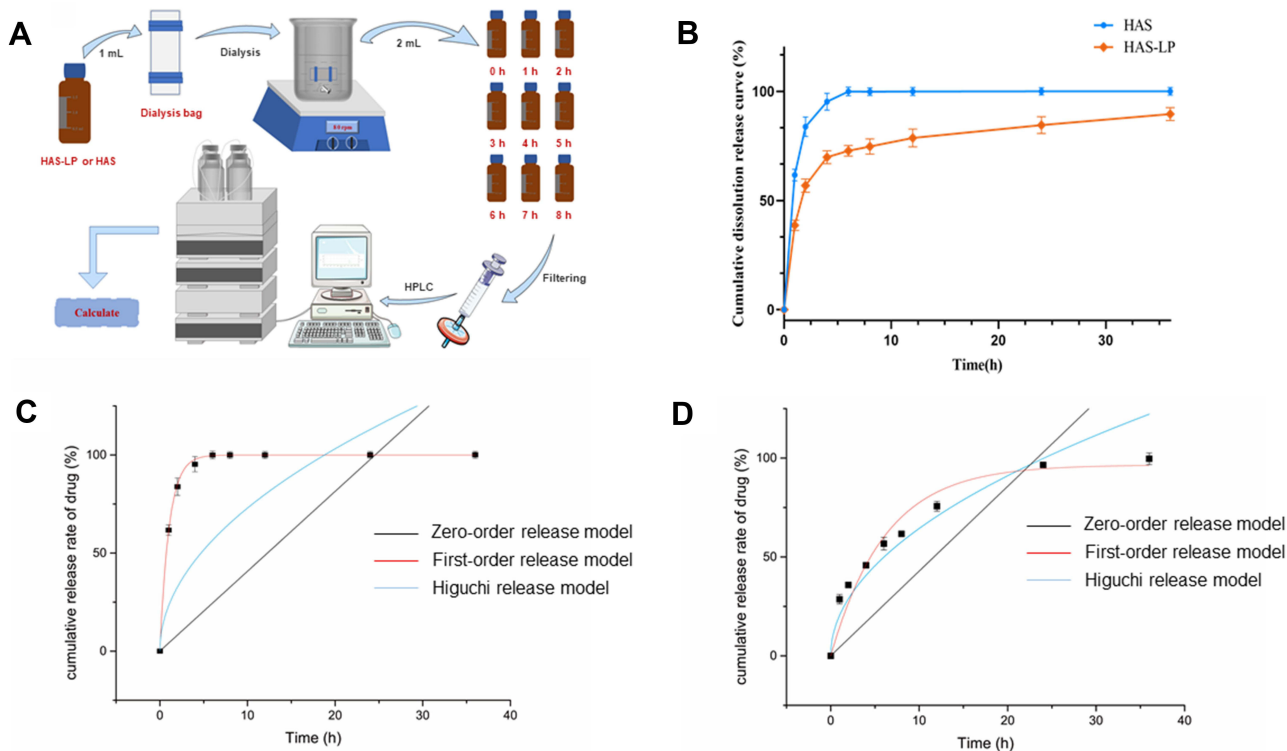 A
1 mL
Dialysis
2 mL
Dialysis bag
HAS-LP or HAS
0 h 1 h 2 h
3 h 4 h 5 h
6 h 7 h 8 h
Filtering
HPLC
Calculate
B
HAS
HAS-LP
Cumulative dissolution release curve (%)
100
50
0
0 10 20 30
Time(h)
C
cumulative release rate of drug (%)
100
50
0
Zero-order release model
First-order release model
Higuchi release model
0 10 20 30 40
Time (h)
D
cumulative release rate of drug (%)
100
50
0
Zero-order release model
First-order release model
Higuchi release model
0 10 20 30 40
Time (h)